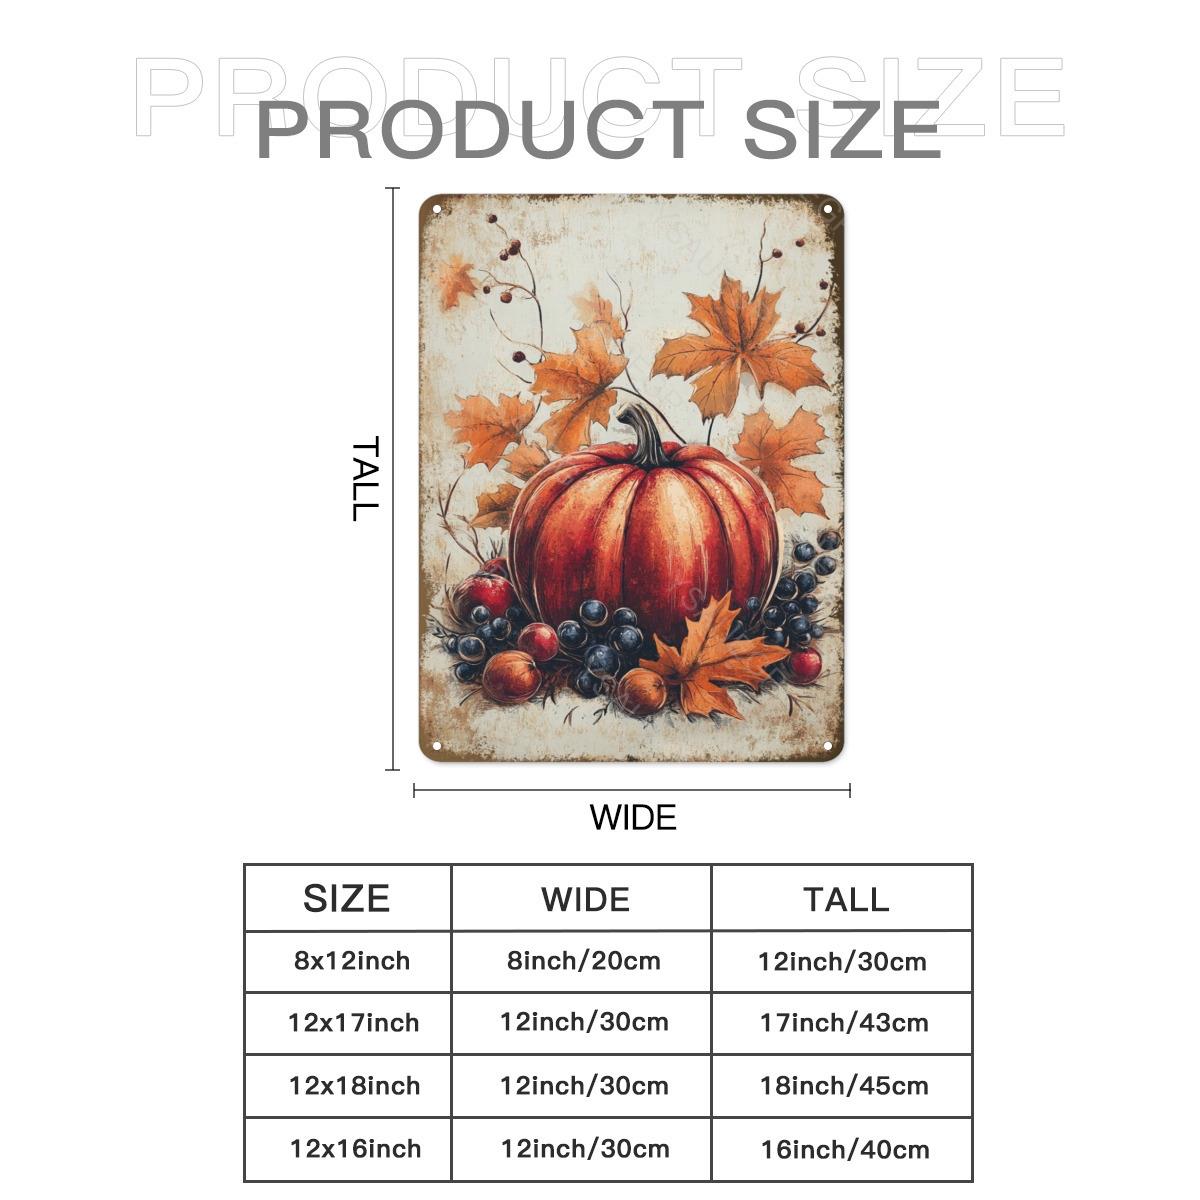 PRODUCT SIZE
PRODUCT SIZE
TALL
WIDE
SIZE WIDE TALL
8x12inch 8inch/20cm 12inch/30cm
12x17inch 12inch/30cm 17inch/43cm
12x18inch 12inch/30cm 18inch/45cm
12x16inch 12inch/30cm 16inch/40cm